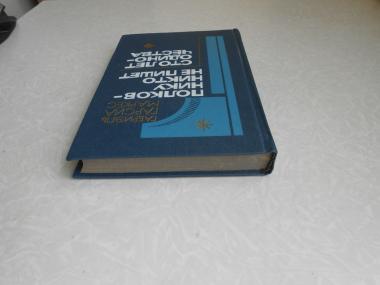 ГАБРИЭЛЬ
ГАРСИА
МАРКЕС
ПОЛКОВ-
НИКУ
НИКТО
НЕ ПИШЕТ
СТО ЛЕТ
ОДИНО-
ЧЕСТВА